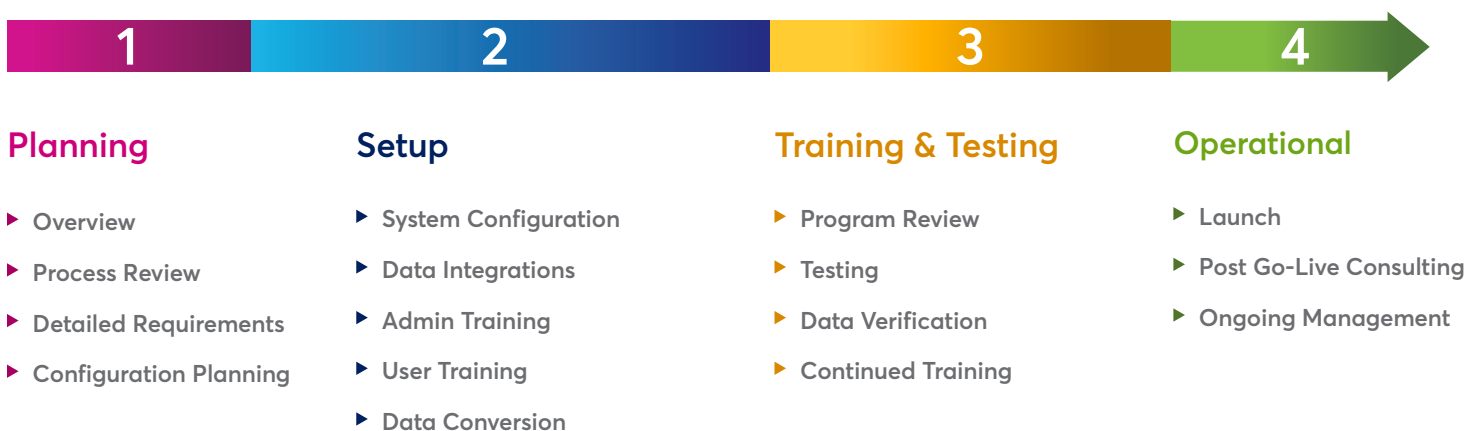 1
2
3
4
Planning
Overview
Process Review
Detailed Requirements
Configuration Planning
Setup
System Configuration
Data Integrations
Admin Training
User Training
Data Conversion
Training & Testing
Program Review
Testing
Data Verification
Continued Training
Operational
Launch
Post Go-Live Consulting
Ongoing Management